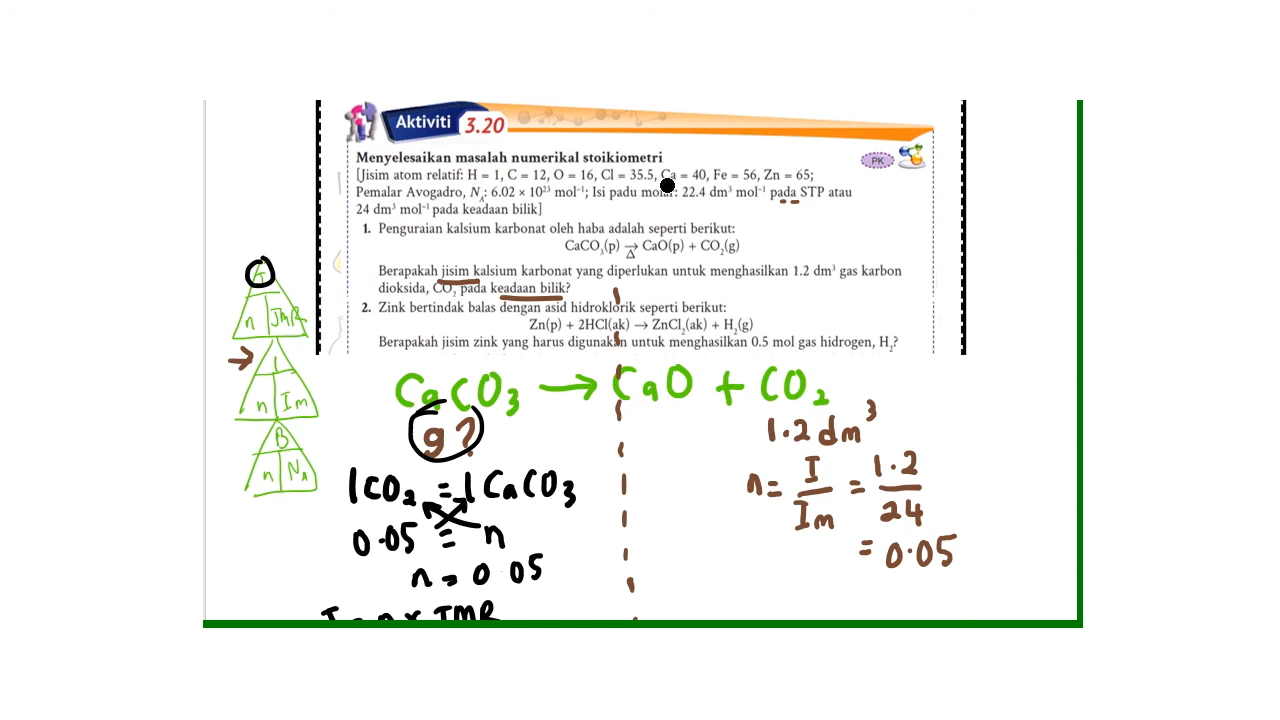 Aktiviti 3.20
Menyelesaikan masalah numerikal stoikiometri
PK
[Jisim atom relatif: H = 1, C = 12, O = 16, Cl = 35.5, Ca = 40, Fe = 56, Zn = 65;
Pemalar Avogadro, Nₐ: 6.02 × 10²³ mol⁻¹; Isi padu molar: 22.4 dm³ mol⁻¹ pada STP atau
24 dm³ mol⁻¹ pada keadaan bilik]
1. Penguraian kalsium karbonat oleh haba adalah seperti berikut:
CaCO₃(p) → CaO(p) + CO₂(g)
Δ
Berapakah jisim kalsium karbonat yang diperlukan untuk menghasilkan 1.2 dm³ gas karbon
dioksida, CO₂ pada keadaan bilik?
2. Zink bertindak balas dengan asid hidroklorik seperti berikut:
Zn(p) + 2HCl(ak) → ZnCl₂(ak) + H₂(g)
Berapakah jisim zink yang harus digunakan untuk menghasilkan 0.5 mol gas hidrogen, H₂?
n JMR
I
n Im
B
n Nₐ
CaCO₃ → CaO + CO₂
g?
1CO₂ = 1CaCO₃
0.05 = n
n = 0.05
1.2 dm³
n = I/Im = 1.2/24
= 0.05